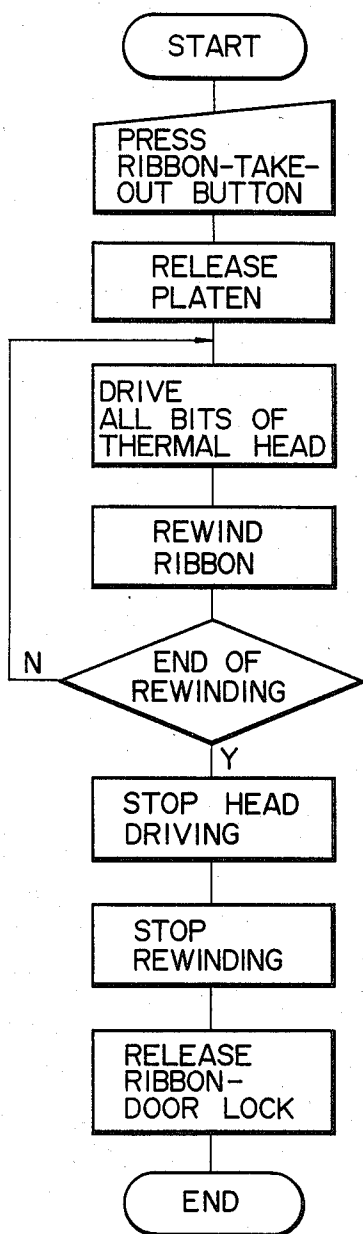 START
PRESS
RIBBON-TAKE-
OUT BUTTON
RELEASE
PLATEN
DRIVE
ALL BITS OF
THERMAL HEAD
REWIND
RIBBON
N
END OF
REWINDING
Y
STOP HEAD
DRIVING
STOP
REWINDING
RELEASE
RIBBON-
DOOR LOCK
END